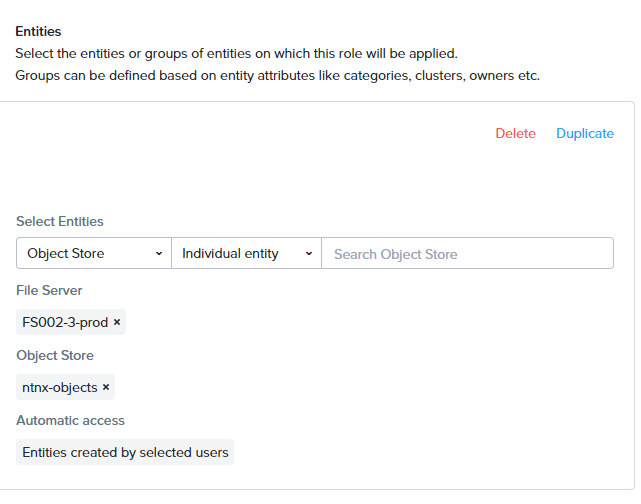 Entities
Select the entities or groups of entities on which this role will be applied.
Groups can be defined based on entity attributes like categories, clusters, owners etc.
Delete Duplicate
Select Entities
Object Store Individual entity Search Object Store
File Server
FS002-3-prod ×
Object Store
ntnx-objects ×
Automatic access
Entities created by selected users